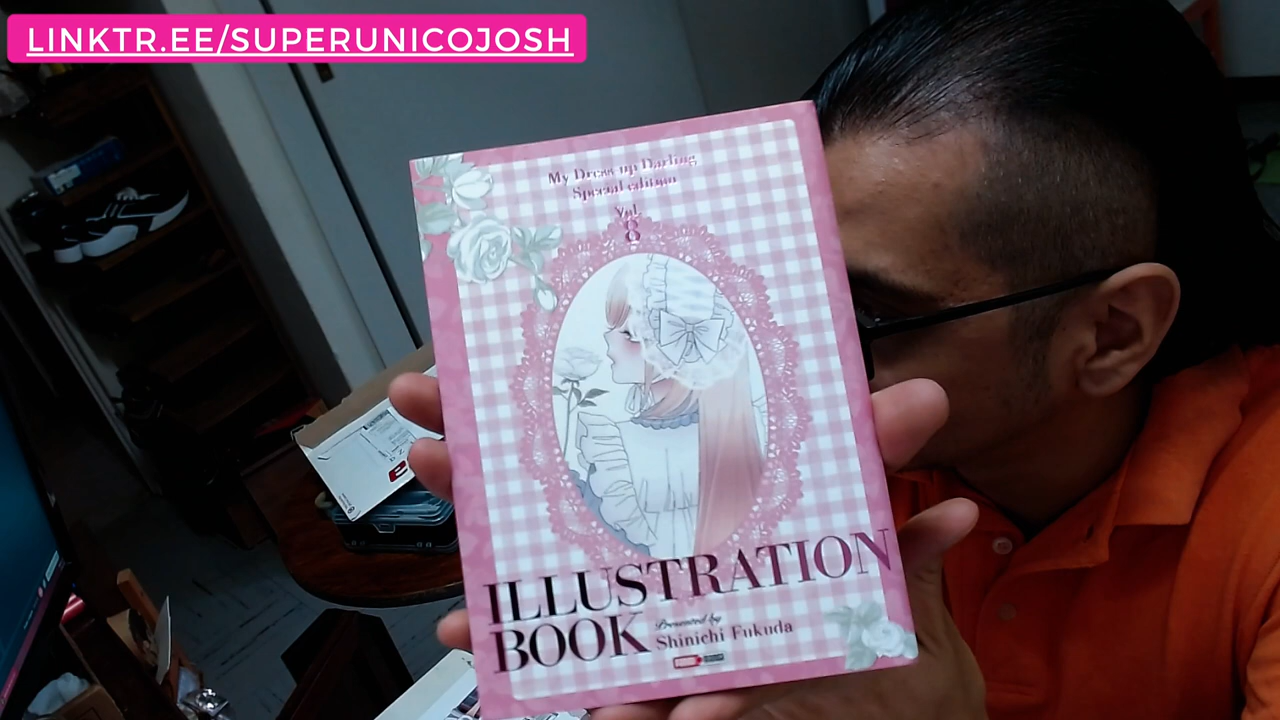 LINKTR.EE/SUPERUNICOJOSH
My Dress up Darling
Special edition
Vol.
8
ILLUSTRATION
BOOK Presented by
Shinichi Fukuda